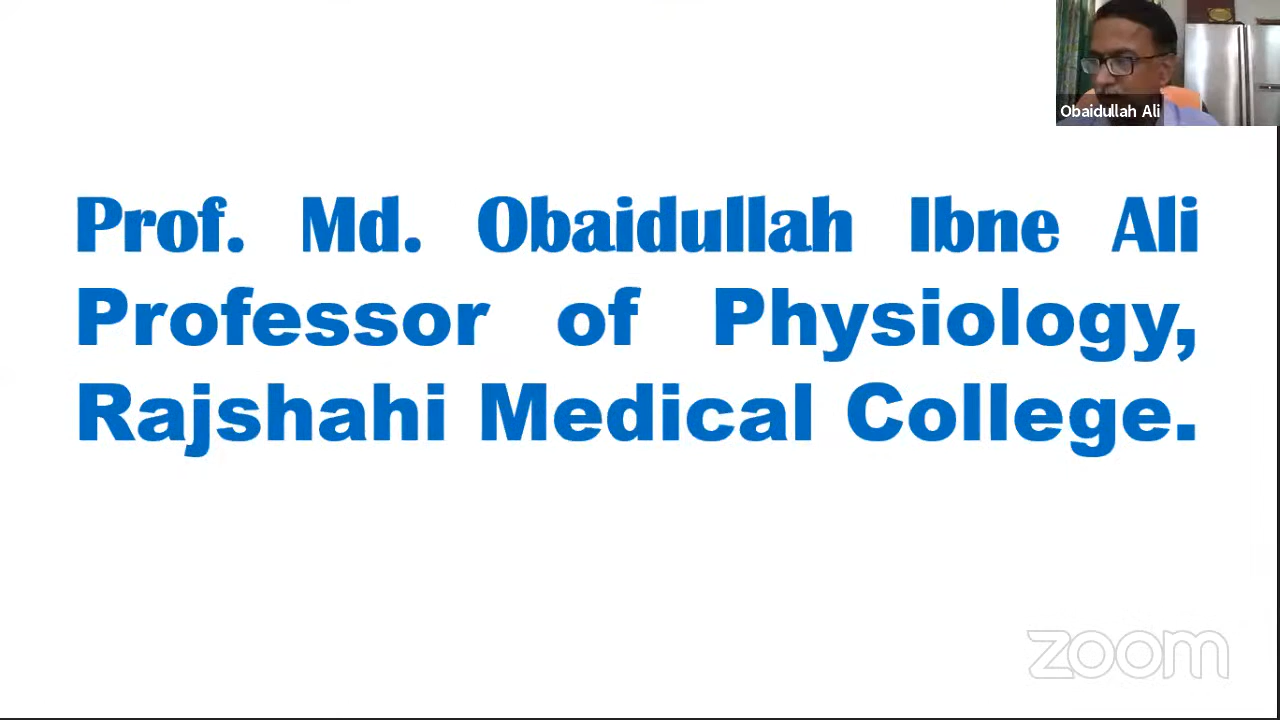 Obaidullah Ali
Prof. Md. Obaidullah Ibne Ali
Professor of Physiology,
Rajshahi Medical College.
zoom